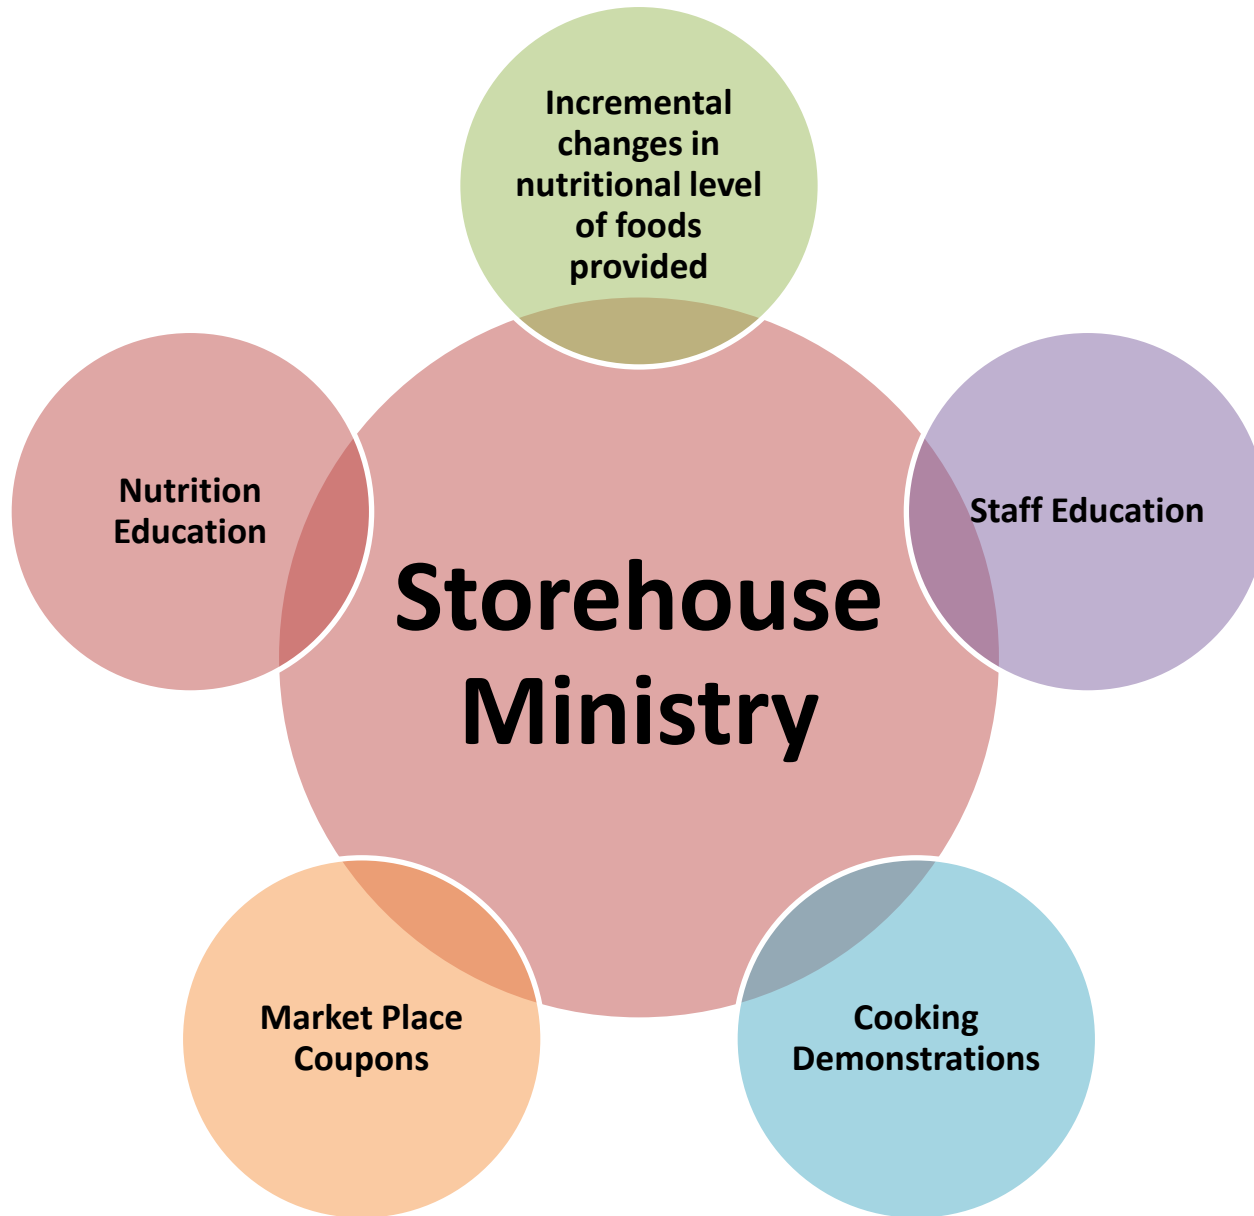 Incremental
changes in
nutritional level
of foods
provided
Nutrition
Education
Staff Education
Storehouse
Ministry
Market Place
Coupons
Cooking
Demonstrations